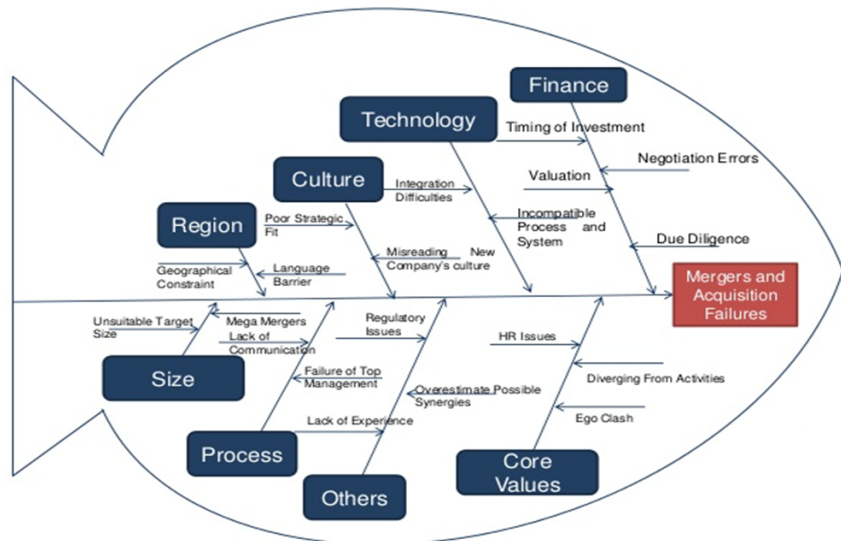 Finance
Technology
Timing of Investment
Negotiation Errors
Valuation
Due Diligence
Culture
Integration
Difficulties
Incompatible
Process and
System
Region
Poor Strategic
Fit
Misreading New
Company's culture
Geographical
Constraint
Language
Barrier
Mergers and
Acquisition
Failures
Unsuitable Target
Size
Mega Mergers
Size
Lack of
Communication
Failure of Top
Management
Process
Regulatory
Issues
Overestimate Possible
Synergies
Lack of Experience
Others
HR Issues
Diverging From Activities
Ego Clash
Core
Values